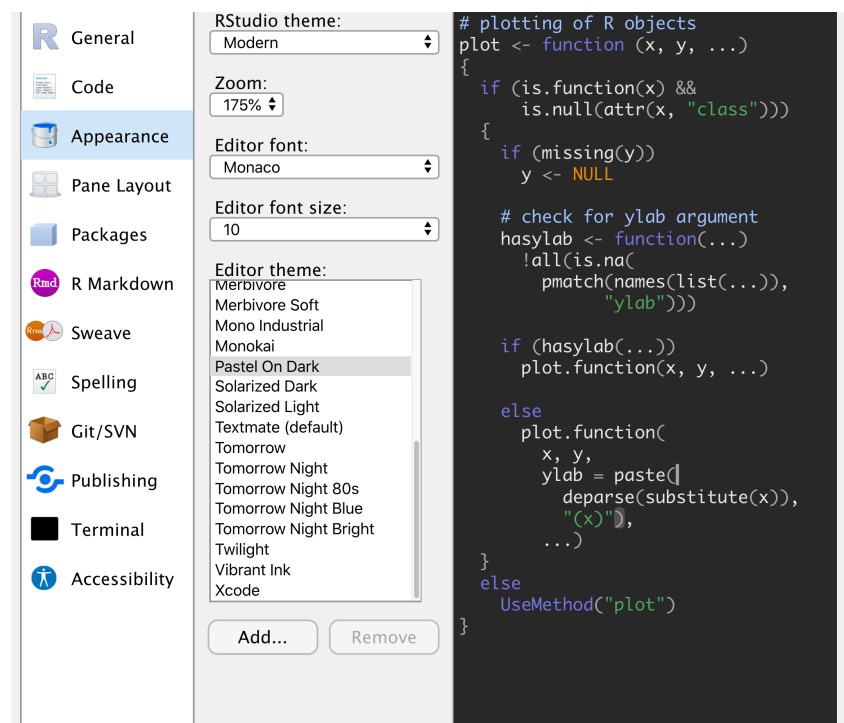 General
Code
Appearance
Pane Layout
Packages
Rmd R Markdown
Rnw Sweave
ABC Spelling
Git/SVN
Publishing
Terminal
Accessibility
RStudio theme:
Modern
Zoom:
175%
Editor font:
Monaco
Editor font size:
10
Editor theme:
Merbivore
Merbivore Soft
Mono Industrial
Monokai
Pastel On Dark
Solarized Dark
Solarized Light
Textmate (default)
Tomorrow
Tomorrow Night
Tomorrow Night 80s
Tomorrow Night Blue
Tomorrow Night Bright
Twilight
Vibrant Ink
Xcode
Add...
Remove
# plotting of R objects
plot <- function (x, y, ...)
{
  if (is.function(x) &&
      is.null(attr(x, "class")))
  {
    if (missing(y))
      y <- NULL

    # check for ylab argument
    hasylab <- function(...)
      !all(is.na(
        pmatch(names(list(...)),
              "ylab")))

    if (hasylab(...))
      plot.function(x, y, ...)

    else
      plot.function(
        x, y,
        ylab = paste(
          deparse(substitute(x)),
          "(x)"),
        ...)
  }
  else
    UseMethod("plot")
}